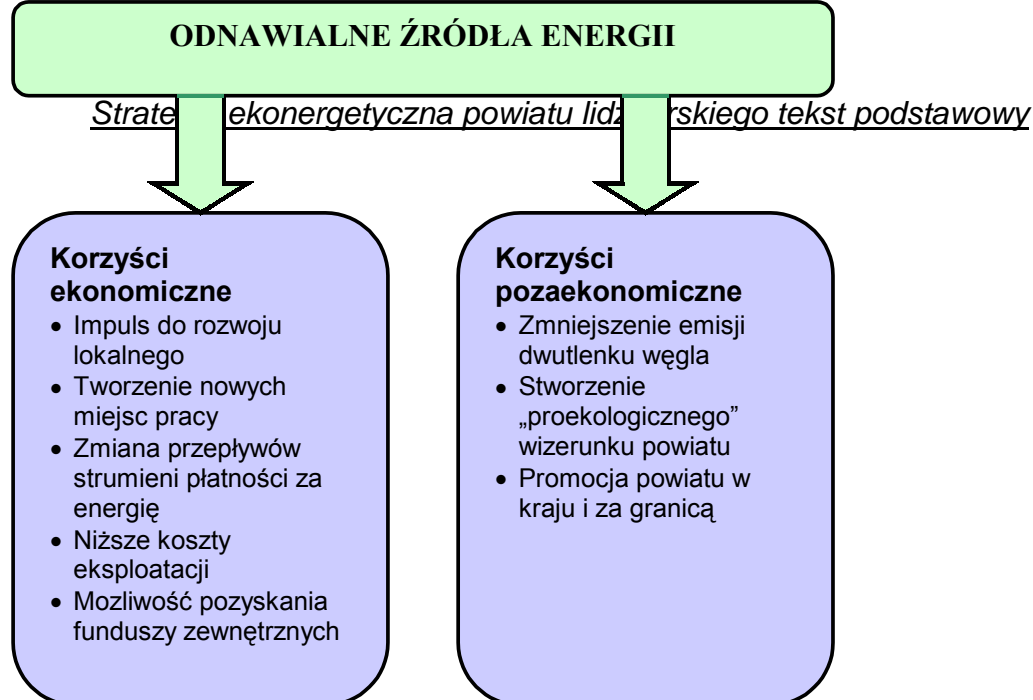 ODNAWIALNE ŹRÓDŁA ENERGII
Strate ekonergetyczna powiatu lidz rskiego tekst podstawowy
Korzyści
ekonomiczne
• Impuls do rozwoju
lokalnego
• Tworzenie nowych
miejsc pracy
• Zmiana przepływów
strumieni płatności za
energię
• Niższe koszty
eksploatacji
• Mozliwość pozyskania
funduszy zewnętrznych
Korzyści
pozaekonomiczne
• Zmniejszenie emisji
dwutlenku węgla
• Stworzenie
„proekologicznego”
wizerunku powiatu
• Promocja powiatu w
kraju i za granicą